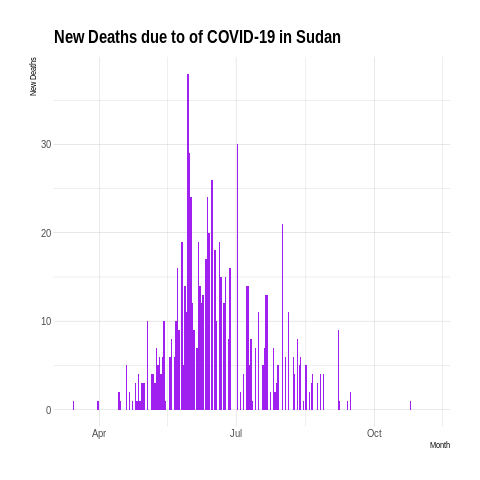 New Deaths due to of COVID-19 in Sudan
New Deaths
30
20
10
0
Apr
Jul
Oct
Month